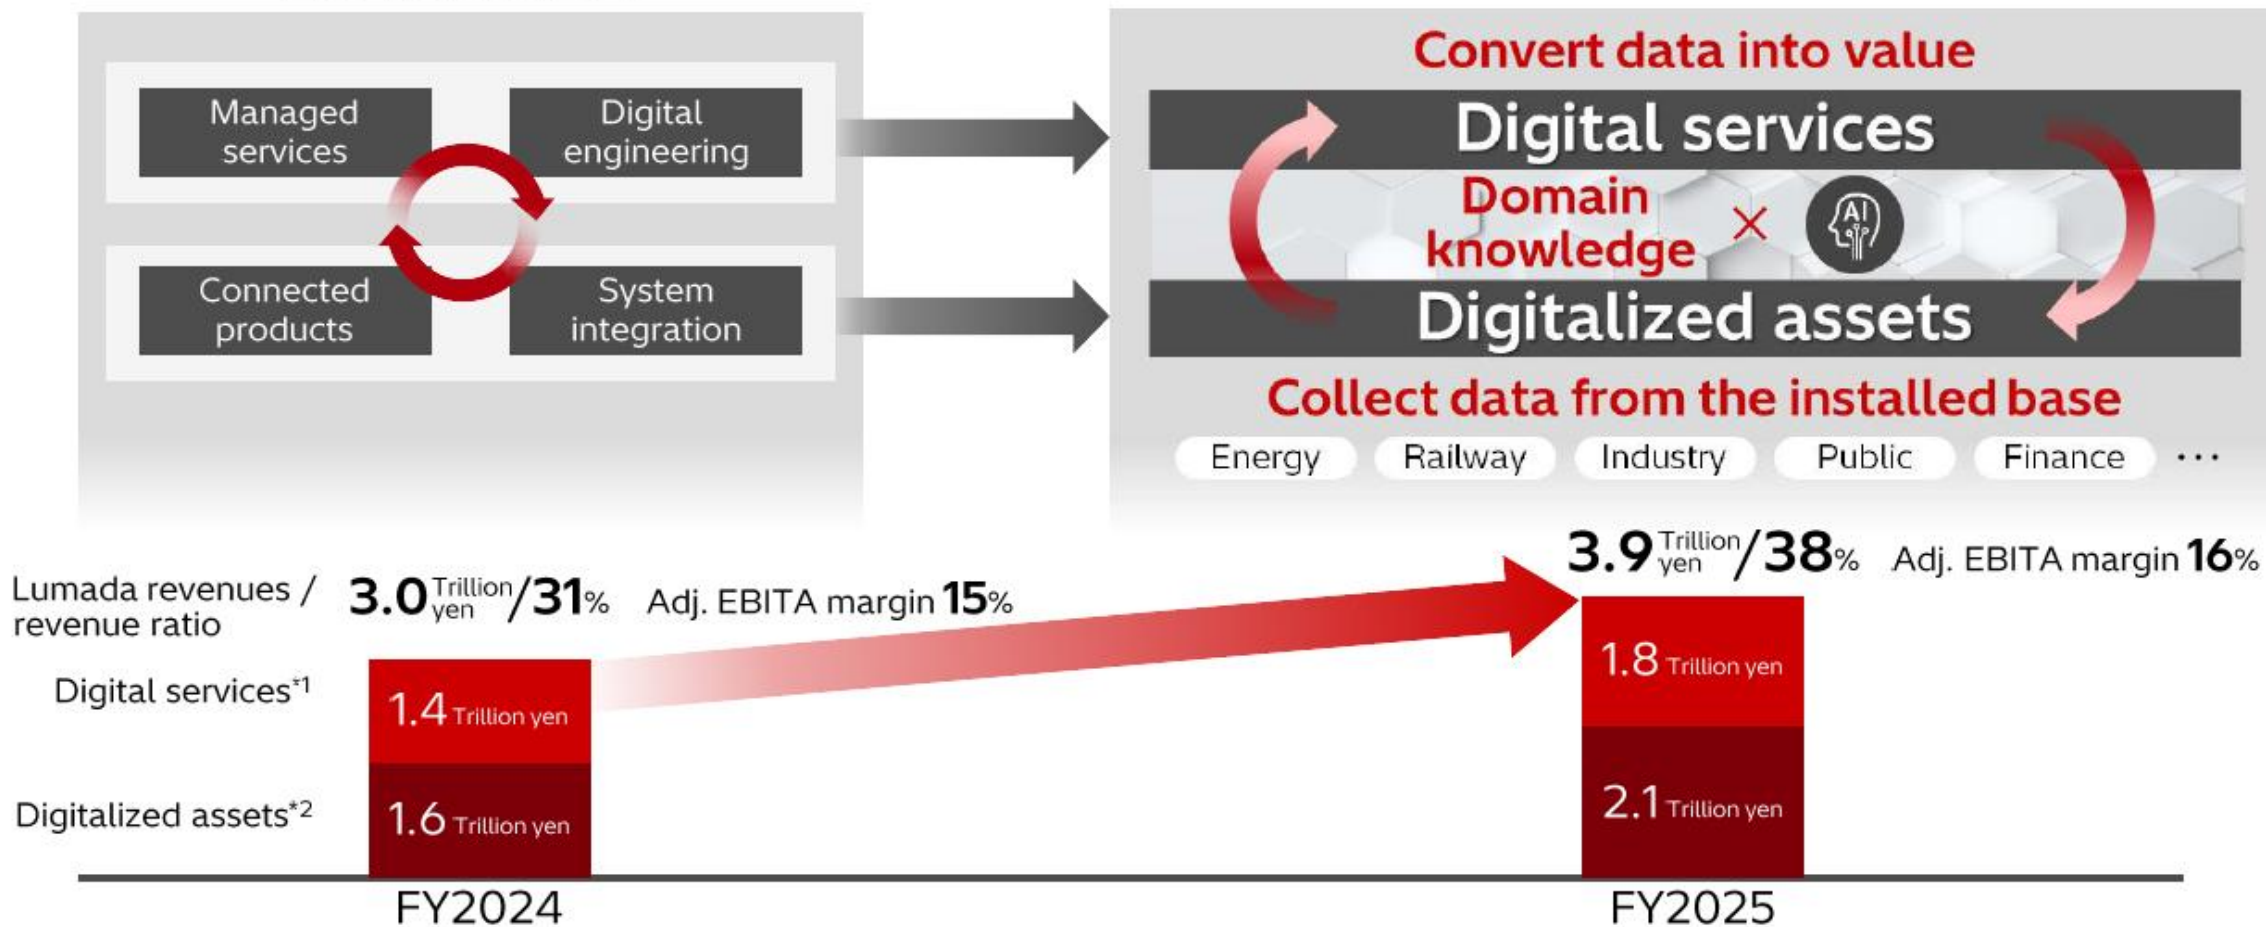 Managed
services
Digital
engineering
Connected
products
System
integration
Convert data into value
Digital services
Domain
knowledge
×
AI
Digitalized assets
Collect data from the installed base
Energy
Railway
Industry
Public
Finance
...
Lumada revenues /
revenue ratio
3.0 Trillion yen/31% Adj. EBITA margin 15%
3.9 Trillion yen/38% Adj. EBITA margin 16%
Digital services*1
1.4 Trillion yen
1.8 Trillion yen
Digitalized assets*2
1.6 Trillion yen
2.1 Trillion yen
FY2024
FY2025